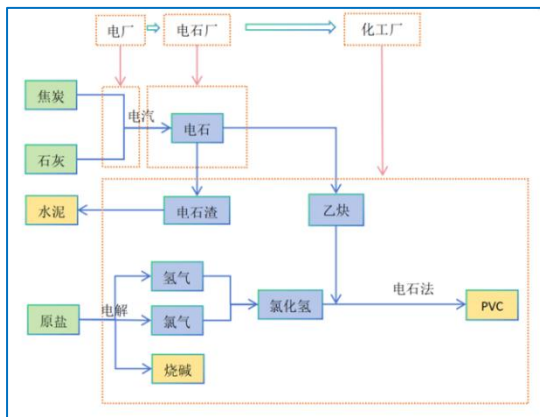 电厂
电石厂
化工厂
焦炭
电汽
电石
石灰
水泥
电石渣
乙炔
氢气
电石法
原盐
电解
氯气
氯化氢
PVC
烧碱